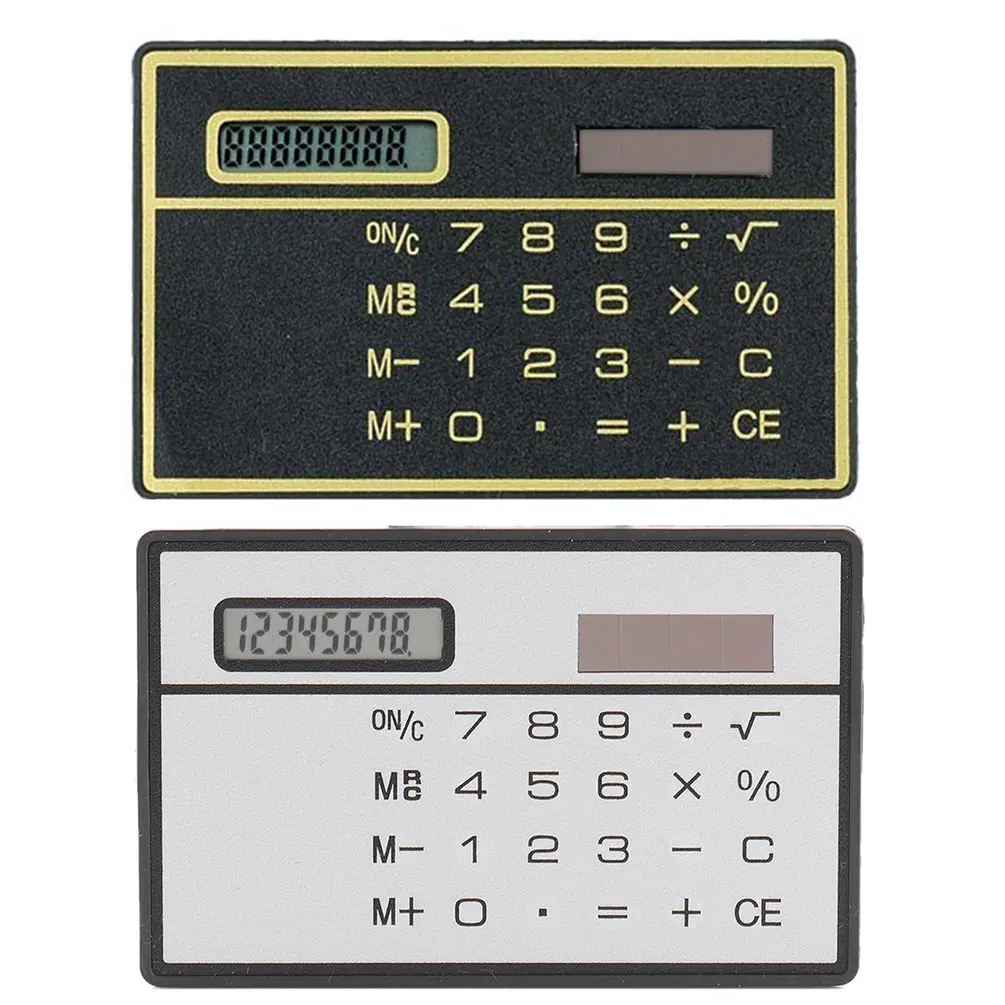 88888888.
ON/C 7 8 9 ÷ √
MRC 4 5 6 × %
M− 1 2 3 − C
M+ 0 . = + CE
12345678.
ON/C 7 8 9 ÷ √
MRC 4 5 6 × %
M− 1 2 3 − C
M+ 0 . = + CE